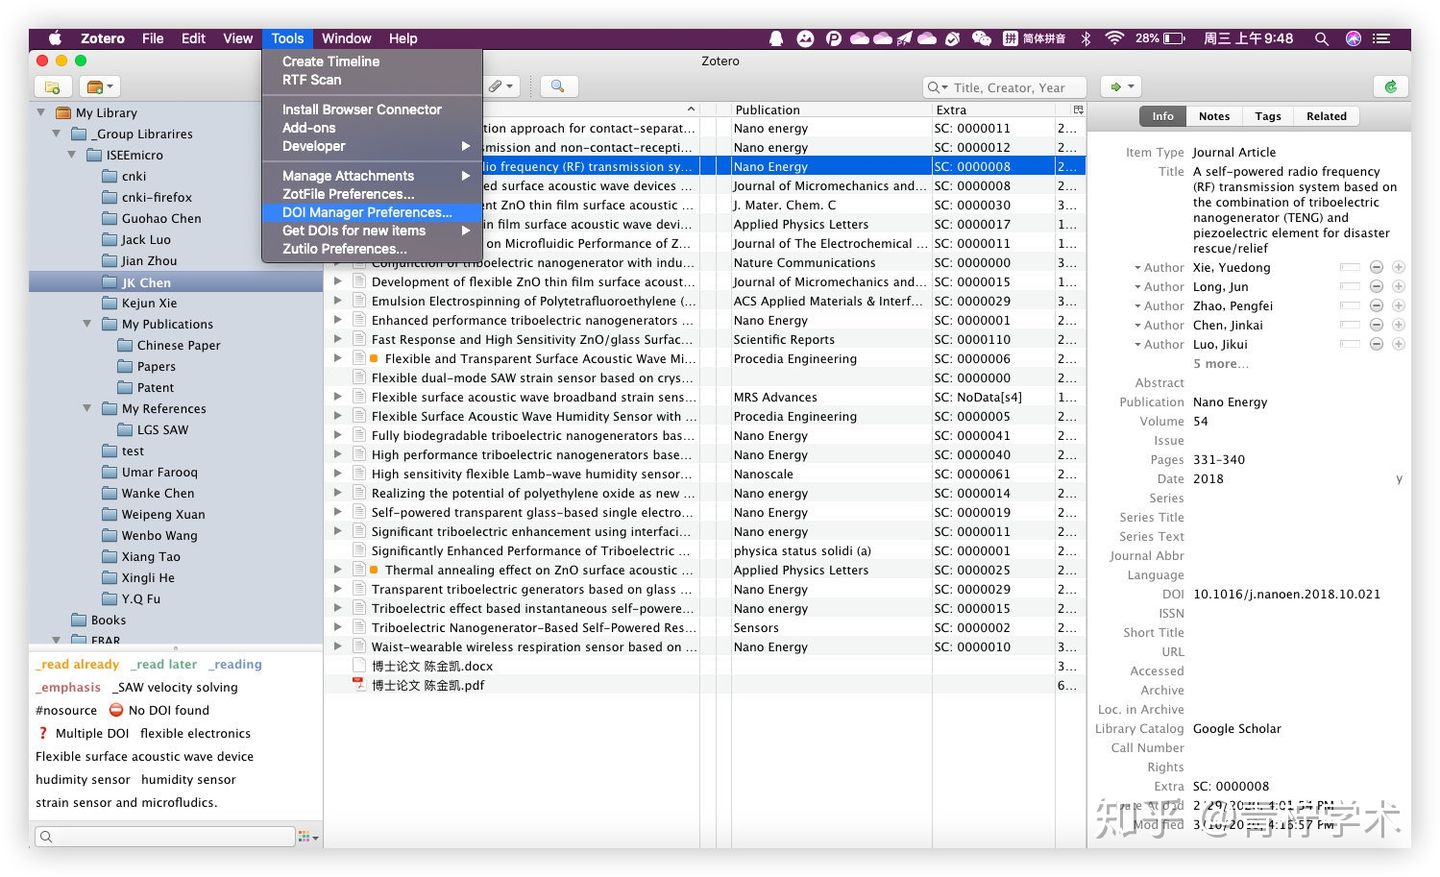 Zotero File Edit View Tools Window Help 简体拼音 28% 周三 上午9:48
Zotero
Create Timeline
RTF Scan
Install Browser Connector
Add-ons
Developer
Manage Attachments
ZotFile Preferences...
DOI Manager Preferences...
Get DOIs for new items
Zutilo Preferences...
Title, Creator, Year
My Library
_Group Librarires
ISEEmicro
cnki
cnki-firefox
Guohao Chen
Jack Luo
Jian Zhou
JK Chen
Kejun Xie
My Publications
Chinese Paper
Papers
Patent
My References
LGS SAW
test
Umar Farooq
Wanke Chen
Weipeng Xuan
Wenbo Wang
Xiang Tao
Xingli He
Y.Q Fu
Books
FBAR
_read already _read later _reading
_emphasis _SAW velocity solving
#nosource No DOI found
Multiple DOI flexible electronics
Flexible surface acoustic wave device
hudimity sensor humidity sensor
strain sensor and microfludics.
Publication Extra
tion approach for contact-separat... Nano energy SC: 0000011 2...
smission and non-contact-recepti... Nano energy SC: 0000012 2...
dio frequency (RF) transmission sy... Nano Energy SC: 0000008 2...
ed surface acoustic wave devices ... Journal of Micromechanics and... SC: 0000008 2...
ent ZnO thin film surface acoustic ... J. Mater. Chem. C SC: 0000030 3...
in film surface acoustic wave devi... Applied Physics Letters SC: 0000017 1...
on Microfluidic Performance of Z... Journal of The Electrochemical ... SC: 0000011 1...
Conjunction of triboelectric nanogenerator with indu... Nature Communications SC: 0000000 3...
Development of flexible ZnO thin film surface acoust... Journal of Micromechanics and... SC: 0000015 1...
Emulsion Electrospinning of Polytetrafluoroethylene (... ACS Applied Materials & Interf... SC: 0000029 3...
Enhanced performance triboelectric nanogenerators ... Nano Energy SC: 0000001 2...
Fast Response and High Sensitivity ZnO/glass Surfac... Scientific Reports SC: 0000110 2...
Flexible and Transparent Surface Acoustic Wave Mi... Procedia Engineering SC: 0000006 2...
Flexible dual-mode SAW strain sensor based on crys... SC: 0000000 2...
Flexible surface acoustic wave broadband strain sens... MRS Advances SC: NoData[s4] 1...
Flexible Surface Acoustic Wave Humidity Sensor with ... Procedia Engineering SC: 0000005 2...
Fully biodegradable triboelectric nanogenerators bas... Nano Energy SC: 0000041 2...
High performance triboelectric nanogenerators base... Nano Energy SC: 0000040 2...
High sensitivity flexible Lamb-wave humidity sensor... Nanoscale SC: 0000061 2...
Realizing the potential of polyethylene oxide as new ... Nano energy SC: 0000014 2...
Self-powered transparent glass-based single electro... Nano Energy SC: 0000019 2...
Significant triboelectric enhancement using interfaci... Nano energy SC: 0000011 2...
Significantly Enhanced Performance of Triboelectric ... physica status solidi (a) SC: 0000001 2...
Thermal annealing effect on ZnO surface acoustic ... Applied Physics Letters SC: 0000025 2...
Transparent triboelectric generators based on glass ... Nano Energy SC: 0000029 2...
Triboelectric effect based instantaneous self-powere... Nano energy SC: 0000015 2...
Triboelectric Nanogenerator-Based Self-Powered Res... Sensors SC: 0000002 2...
Waist-wearable wireless respiration sensor based on ... Nano Energy SC: 0000010 3...
博士论文 陈金凯.docx 3...
博士论文 陈金凯.pdf 6...
Info Notes Tags Related
Item Type Journal Article
Title A self-powered radio frequency
(RF) transmission system based on
the combination of triboelectric
nanogenerator (TENG) and
piezoelectric element for disaster
rescue/relief
Author Xie, Yuedong
Author Long, Jun
Author Zhao, Pengfei
Author Chen, Jinkai
Author Luo, Jikui
5 more...
Abstract
Publication Nano Energy
Volume 54
Issue
Pages 331-340
Date 2018 y
Series
Series Title
Series Text
Journal Abbr
Language
DOI 10.1016/j.nanoen.2018.10.021
ISSN
Short Title
URL
Accessed
Archive
Loc. in Archive
Library Catalog Google Scholar
Call Number
Rights
Extra SC: 0000008
Date Added 2/29/2020, 4:01:54 PM
Modified 3/10/2020, 4:16:57 PM
知乎 @青梓学术